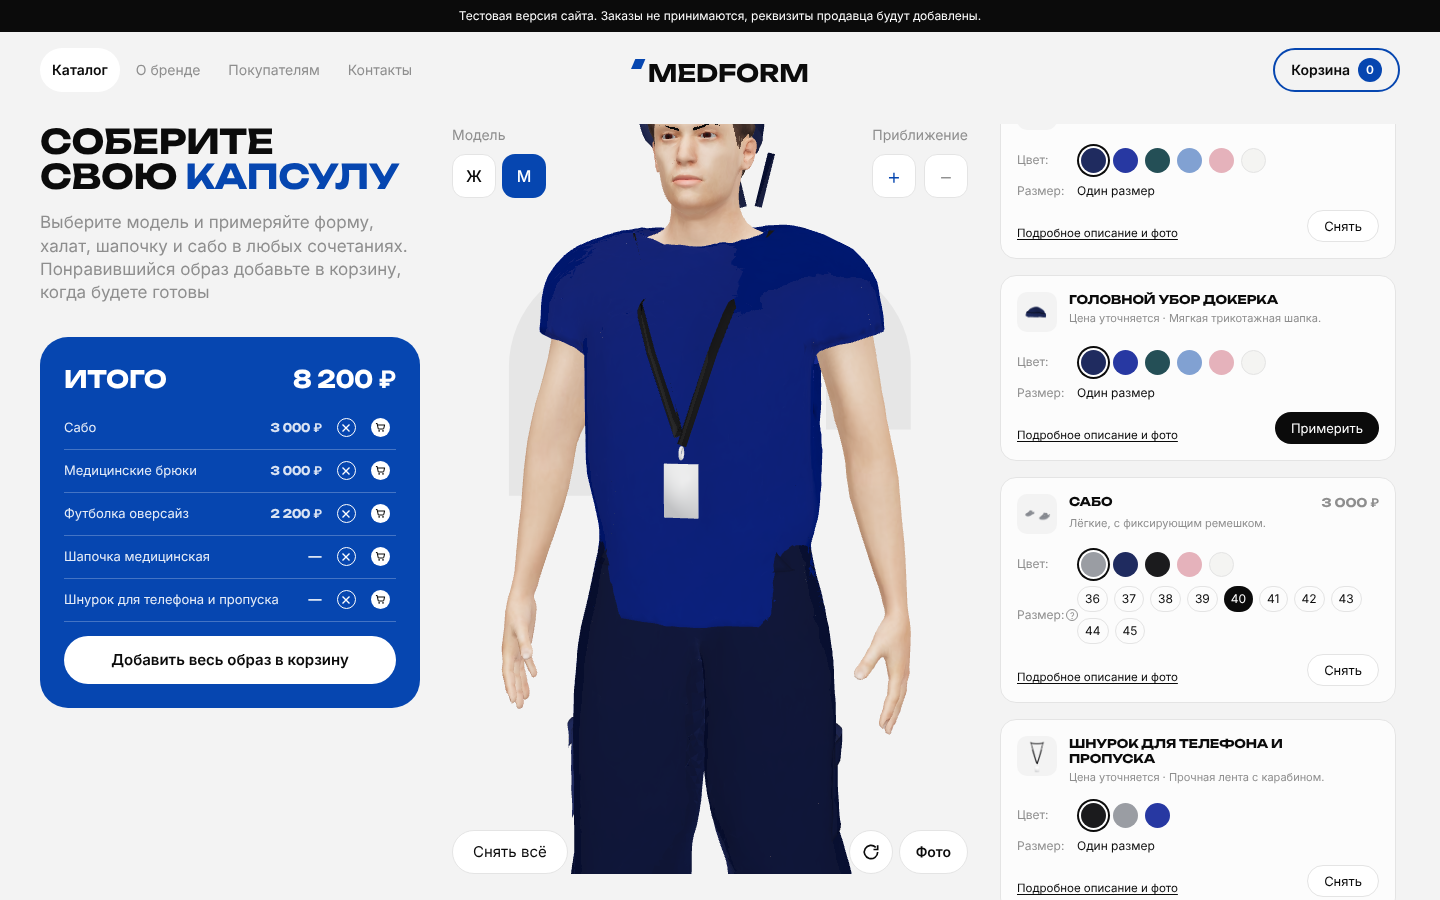 Тестовая версия сайта. Заказы не принимаются, реквизиты продавца будут добавлены.
Каталог
О бренде
Покупателям
Контакты
MEDFORM
Корзина 0
СОБЕРИТЕ
СВОЮ КАПСУЛУ
Выберите модель и примеряйте форму,
халат, шапочку и сабо в любых сочетаниях.
Понравившийся образ добавьте в корзину,
когда будете готовы
ИТОГО 8 200 ₽
Сабо 3 000 ₽
Медицинские брюки 3 000 ₽
Футболка оверсайз 2 200 ₽
Шапочка медицинская —
Шнурок для телефона и пропуска —
Добавить весь образ в корзину
Модель
Ж М
Приближение
+ −
Снять всё
Фото
Цвет:
Размер: Один размер
Подробное описание и фото
Снять
ГОЛОВНОЙ УБОР ДОКЕРКА
Цена уточняется · Мягкая трикотажная шапка.
Цвет:
Размер: Один размер
Подробное описание и фото
Примерить
САБО 3 000 ₽
Лёгкие, с фиксирующим ремешком.
Цвет:
36 37 38 39 40 41 42 43
Размер: ?
44 45
Подробное описание и фото
Снять
ШНУРОК ДЛЯ ТЕЛЕФОНА И
ПРОПУСКА
Цена уточняется · Прочная лента с карабином.
Цвет:
Размер: Один размер
Подробное описание и фото
Снять